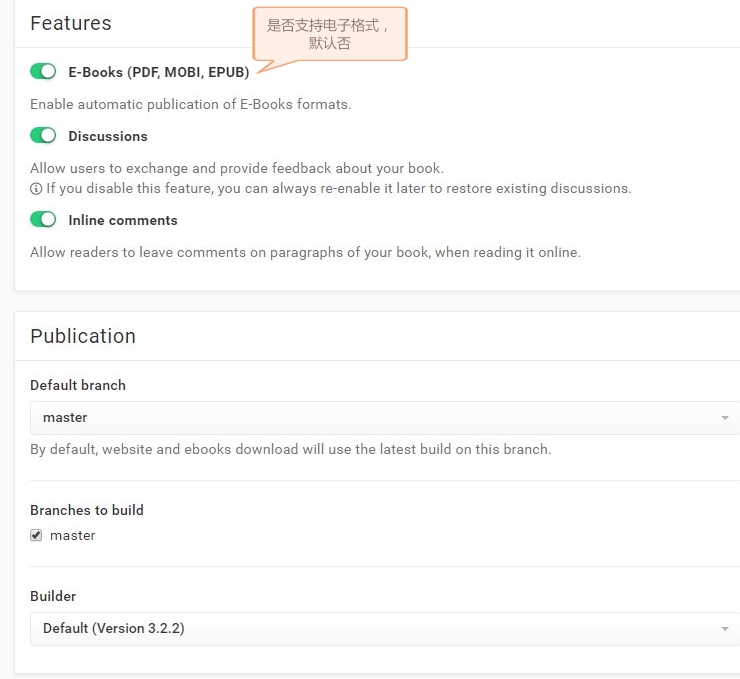 Features
是否支持电子格式，
默认否
E-Books (PDF, MOBI, EPUB)
Enable automatic publication of E-Books formats.
Discussions
Allow users to exchange and provide feedback about your book.
If you disable this feature, you can always re-enable it later to restore existing discussions.
Inline comments
Allow readers to leave comments on paragraphs of your book, when reading it online.
Publication
Default branch
master
By default, website and ebooks download will use the latest build on this branch.
Branches to build
master
Builder
Default (Version 3.2.2)